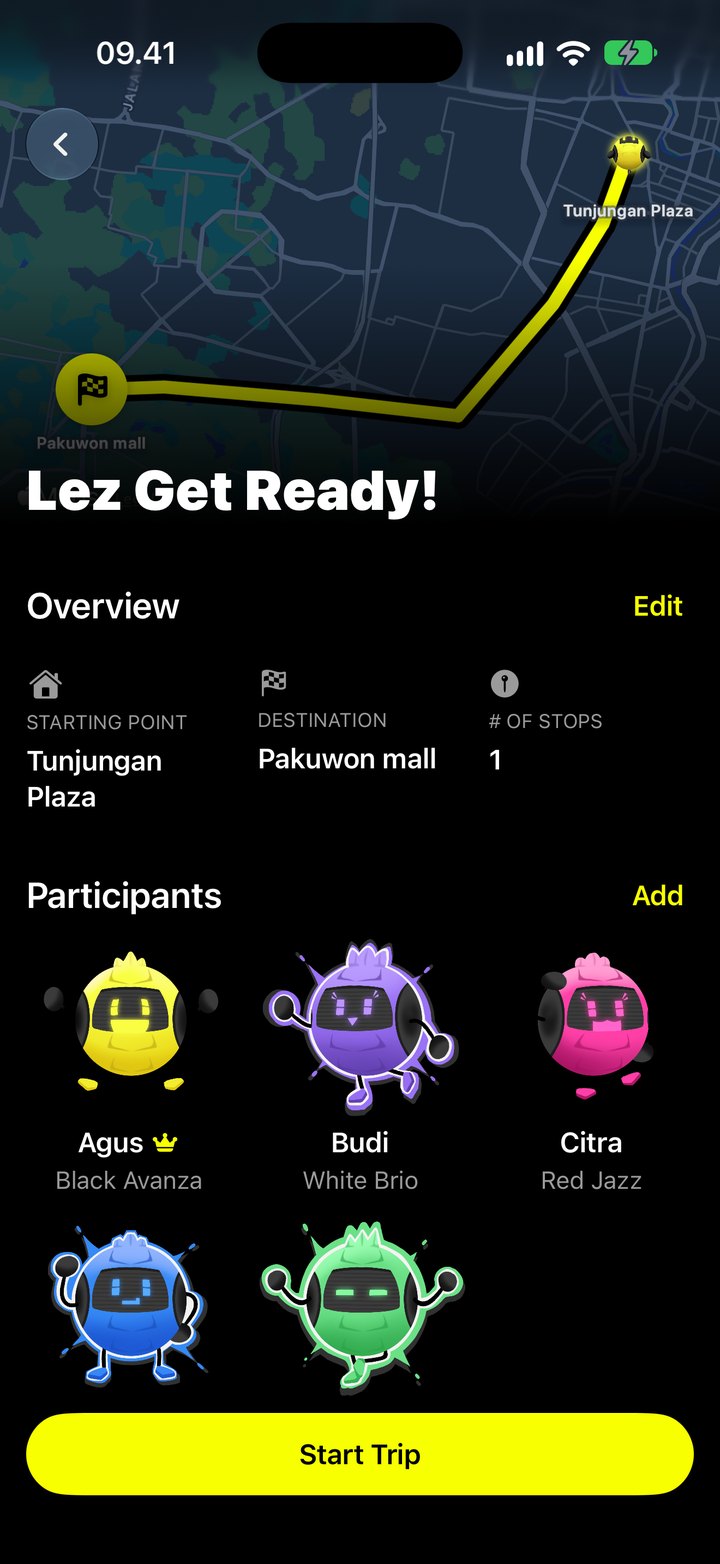 09.41
JALA
Tunjungan Plaza
Pakuwon mall
Lez Get Ready!
Overview
Edit
STARTING POINT
DESTINATION
# OF STOPS
Tunjungan
Plaza
Pakuwon mall
1
Participants
Add
Agus
Budi
Citra
Black Avanza
White Brio
Red Jazz
Start Trip